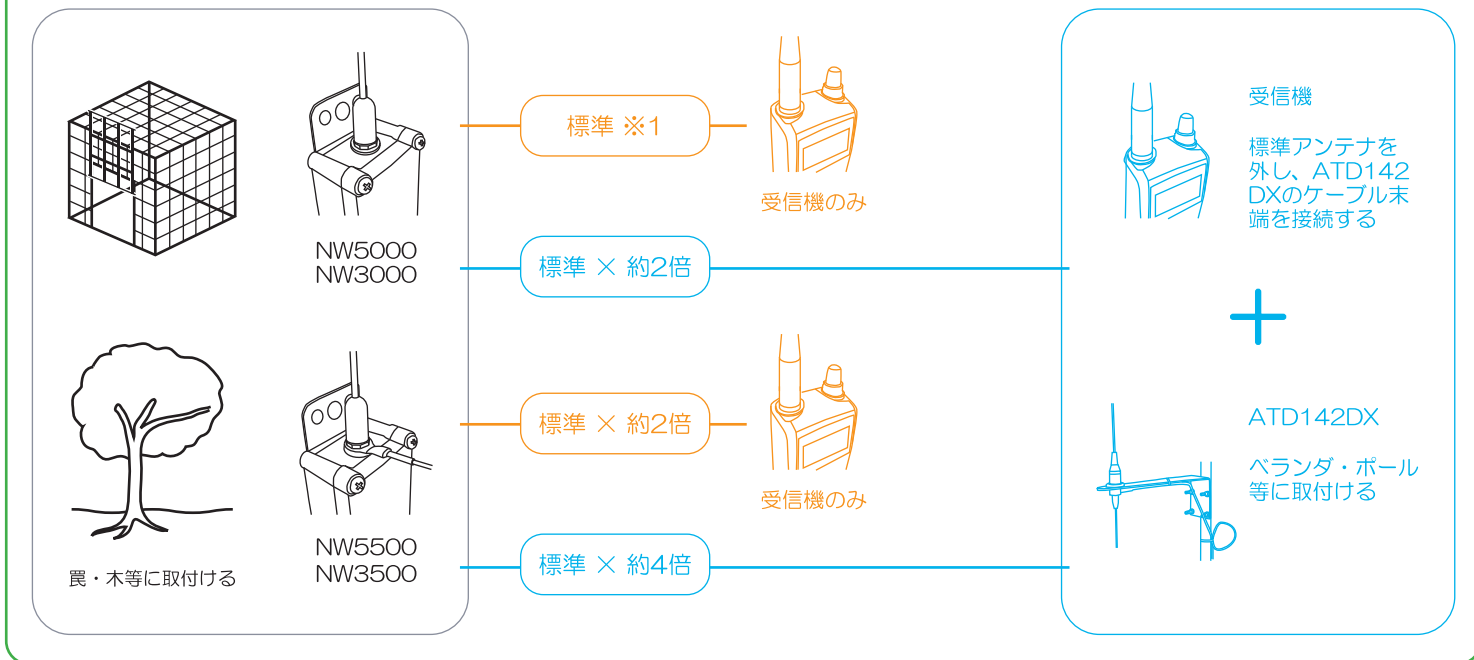 標準 ※1
受信機のみ
NW5000
NW3000
標準 × 約2倍
標準 × 約2倍
受信機のみ
NW5500
NW3500
標準 × 約4倍
罠・木等に取付ける
受信機
標準アンテナを
外し、ATD142
DXのケーブル末
端を接続する
ATD142DX
ベランダ・ポール
等に取付ける